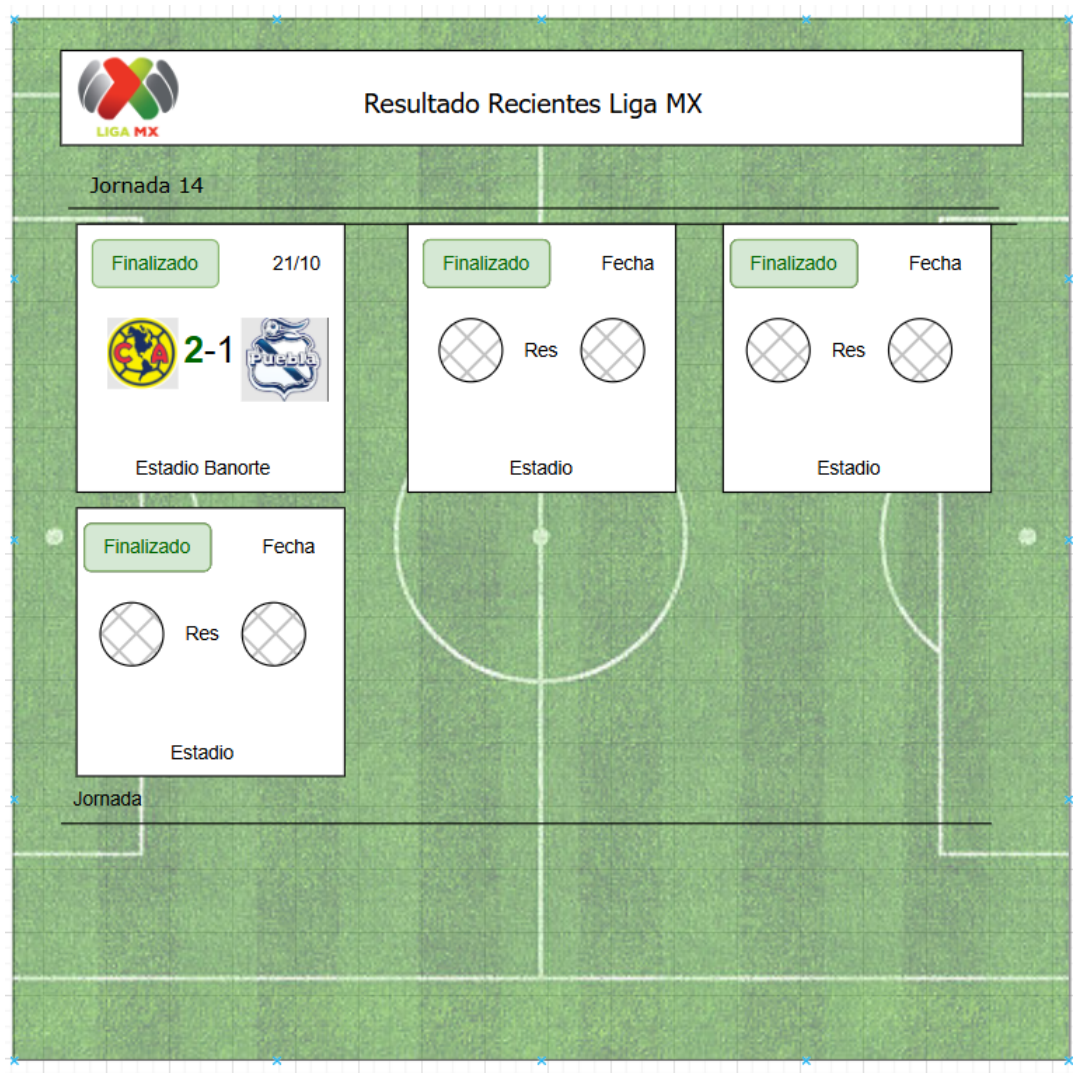 LIGA MX
Resultado Recientes Liga MX
Jornada 14
Finalizado 21/10
CA 2-1 Puebla
Estadio Banorte
Finalizado Fecha
Res
Estadio
Finalizado Fecha
Res
Estadio
Finalizado Fecha
Res
Estadio
Jornada